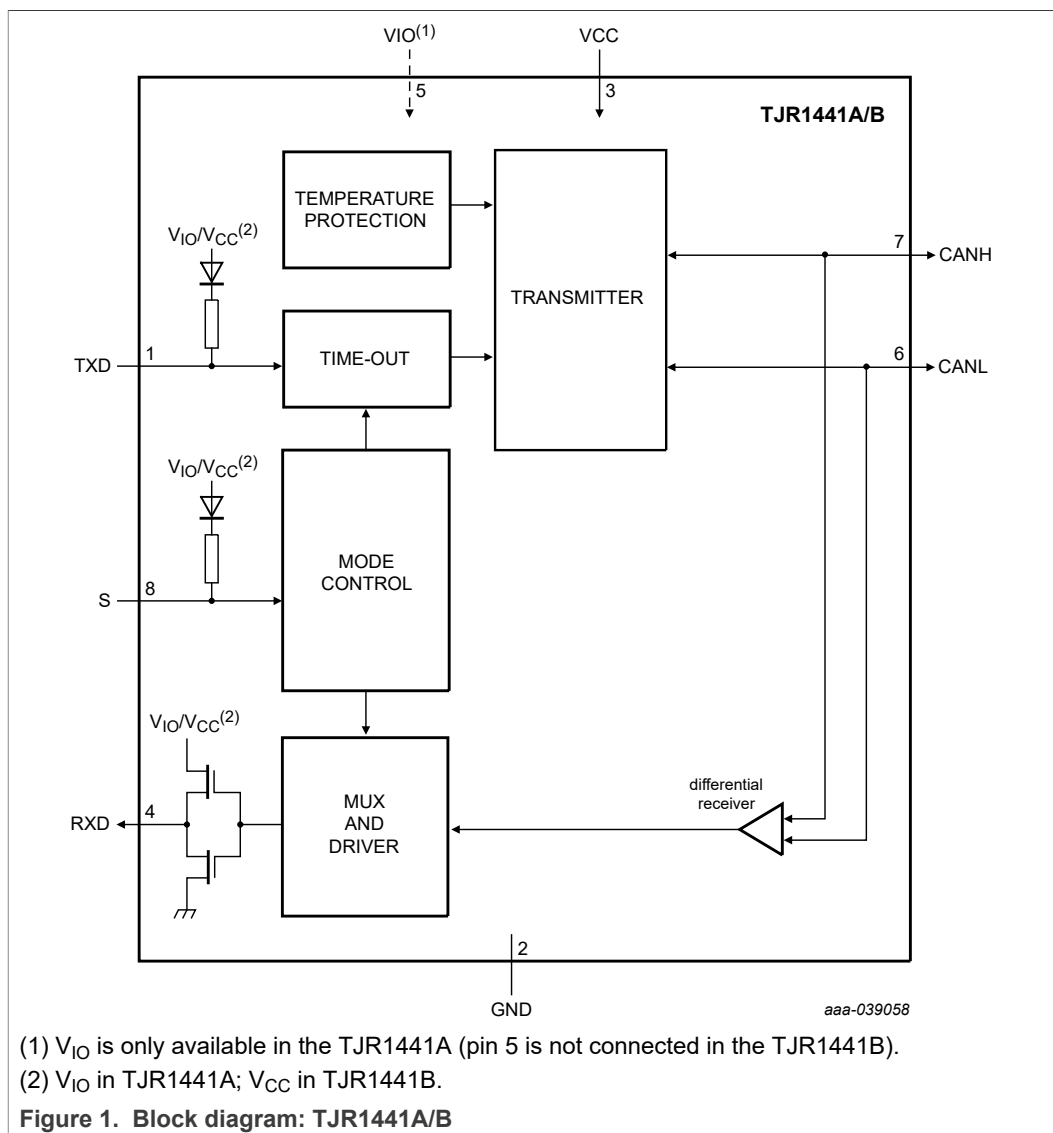 VIO(1)
VCC
5
3
TJR1441A/B
TEMPERATURE
PROTECTION
VIO/VCC(2)
7
CANH
TRANSMITTER
1
TXD
TIME-OUT
6
CANL
VIO/VCC(2)
MODE
CONTROL
8
S
VIO/VCC(2)
differential
receiver
MUX
AND
DRIVER
4
RXD
2
GND
aaa-039058
(1) VIO is only available in the TJR1441A (pin 5 is not connected in the TJR1441B).
(2) VIO in TJR1441A; VCC in TJR1441B.
Figure 1. Block diagram: TJR1441A/B